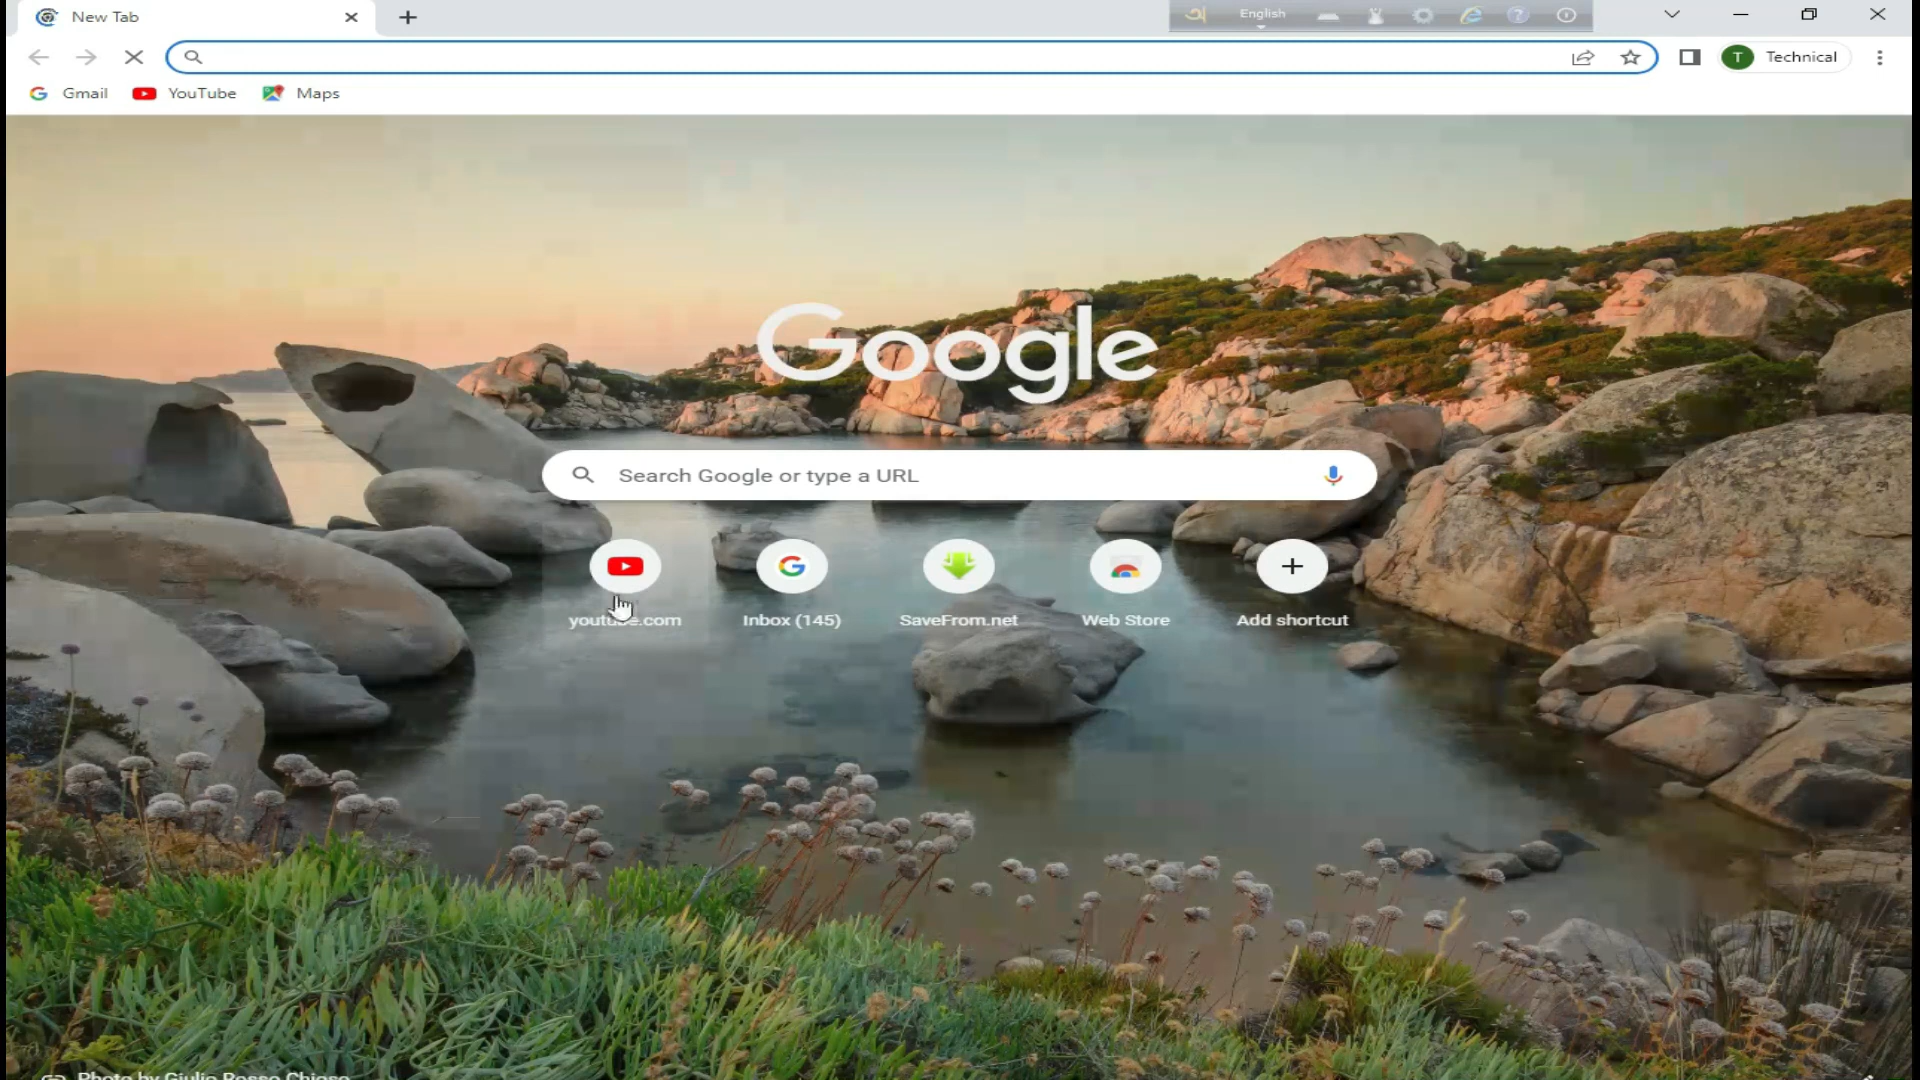 New Tab
English
T Technical
Gmail YouTube Maps
Google
Search Google or type a URL
youtube.com Inbox (145) SaveFrom.net Web Store Add shortcut
Photo by Giulio Rosso Chioso